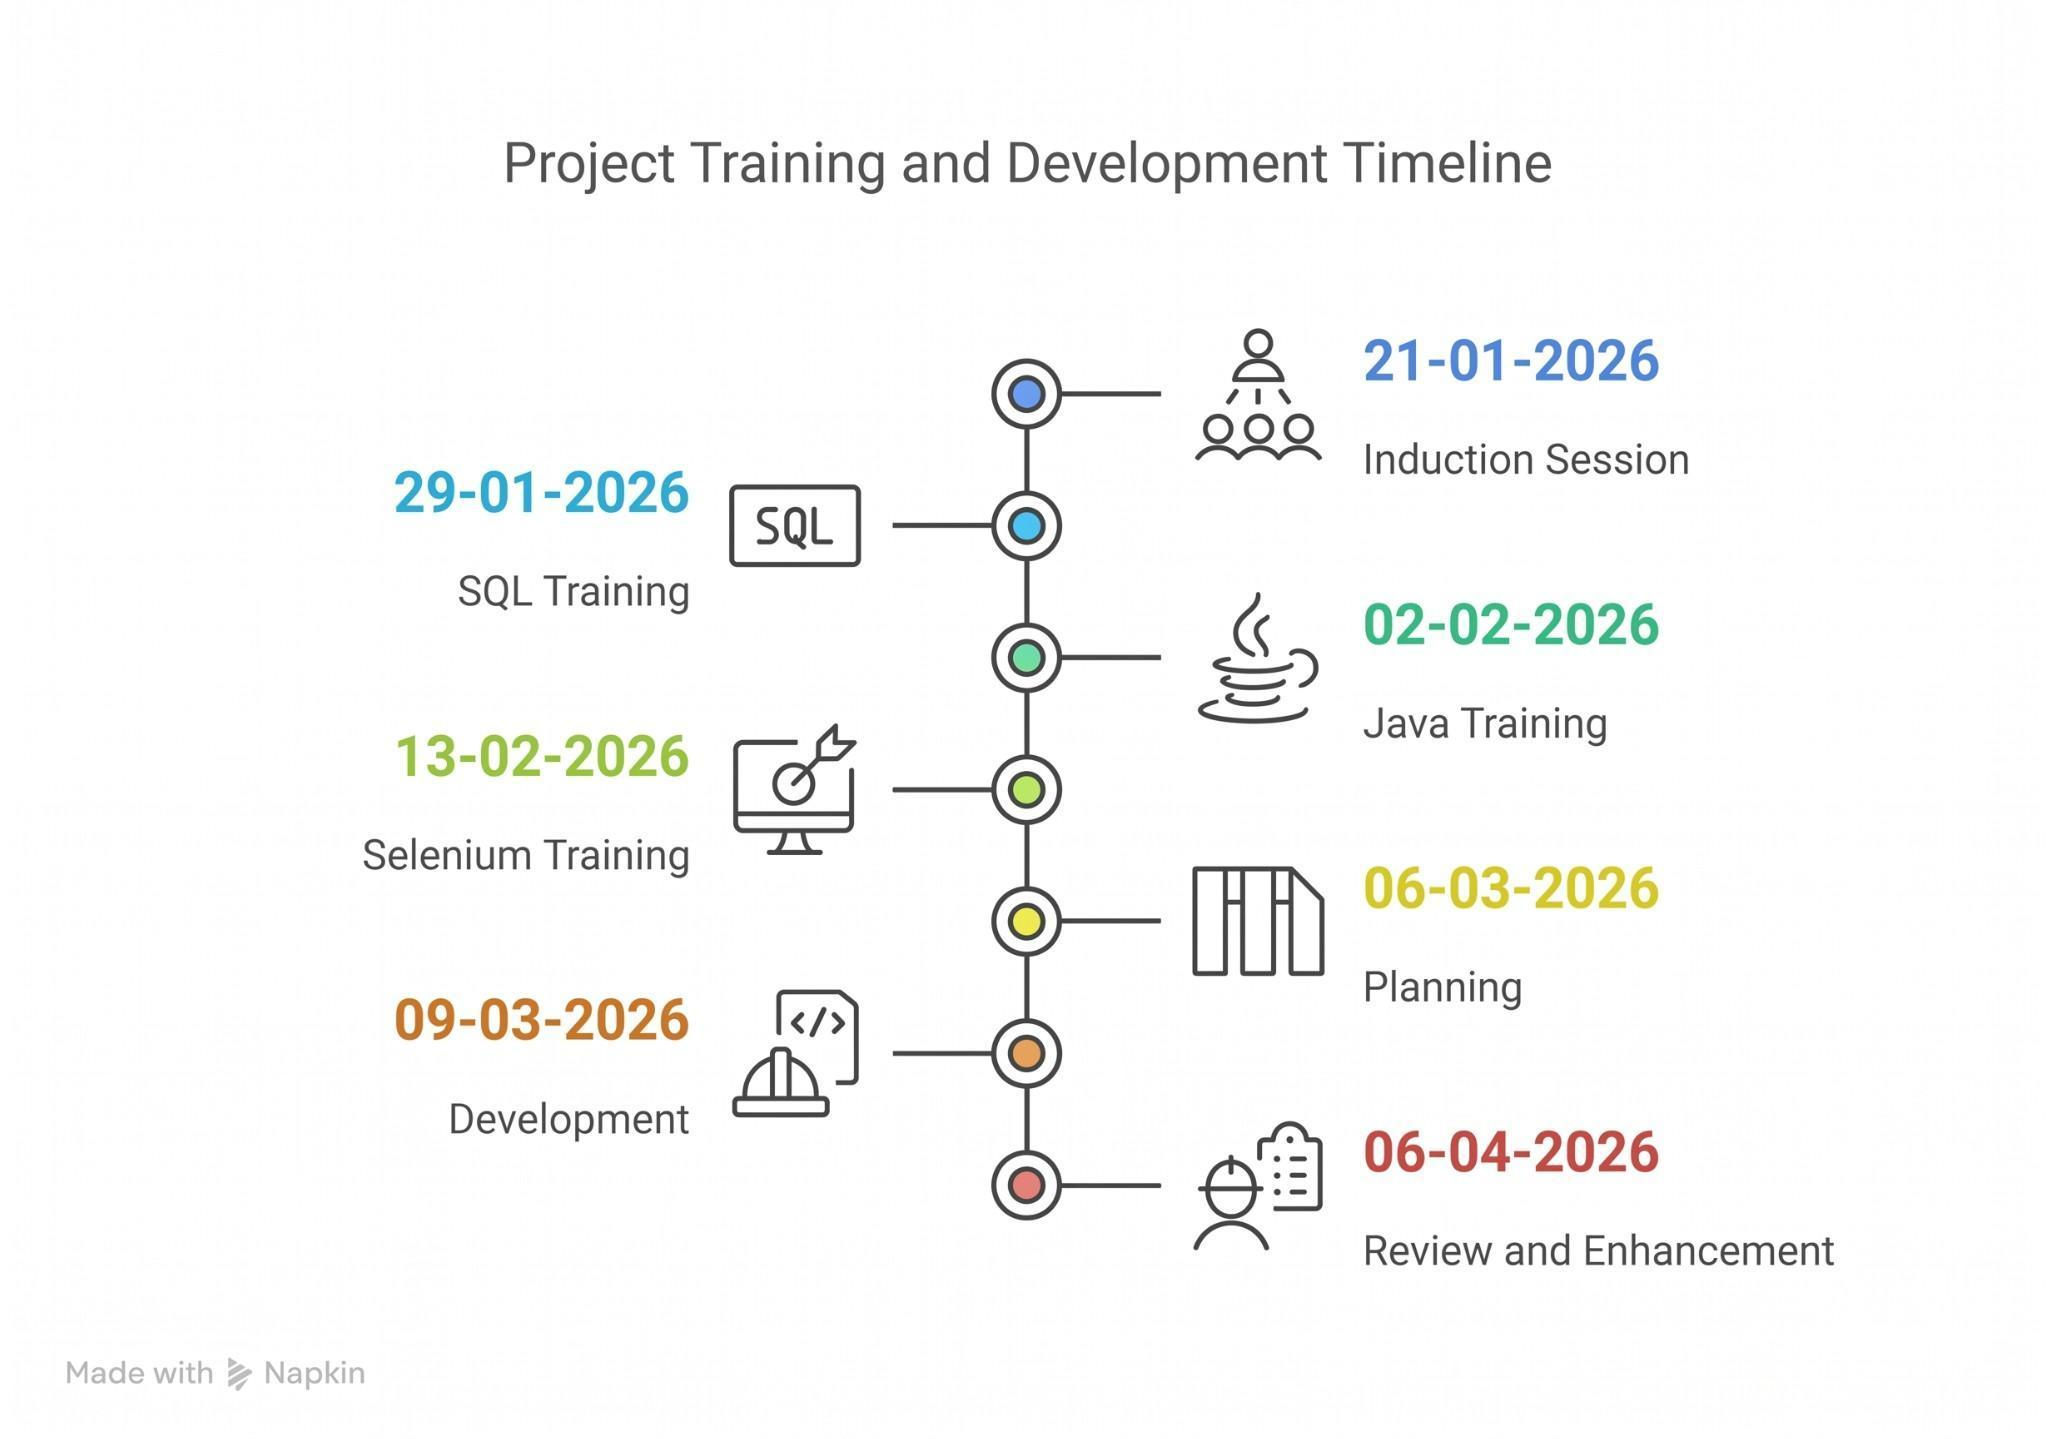 Project Training and Development Timeline
21-01-2026
Induction Session
29-01-2026
SQL
SQL Training
02-02-2026
Java Training
13-02-2026
Selenium Training
06-03-2026
Planning
09-03-2026
</>
Development
06-04-2026
Review and Enhancement
Made with Napkin